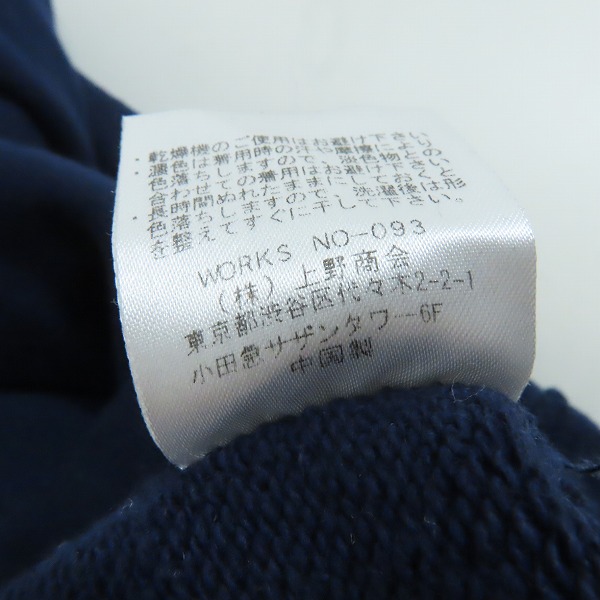 乾燥機のご使用はお避け下さい
濃色は着用時の汗、摩擦によりの
色落ちしますので、淡色物とのい
合わせての着用はお避け下さいと
長時間ぬれたままにしておくと
色落ちしますので、洗濯後は形
を整えてすぐに干して下さい。
WORKS NO-093
(株)上野商会
東京都渋谷区代々木2-2-1
小田急サザンタワー6F
中国製